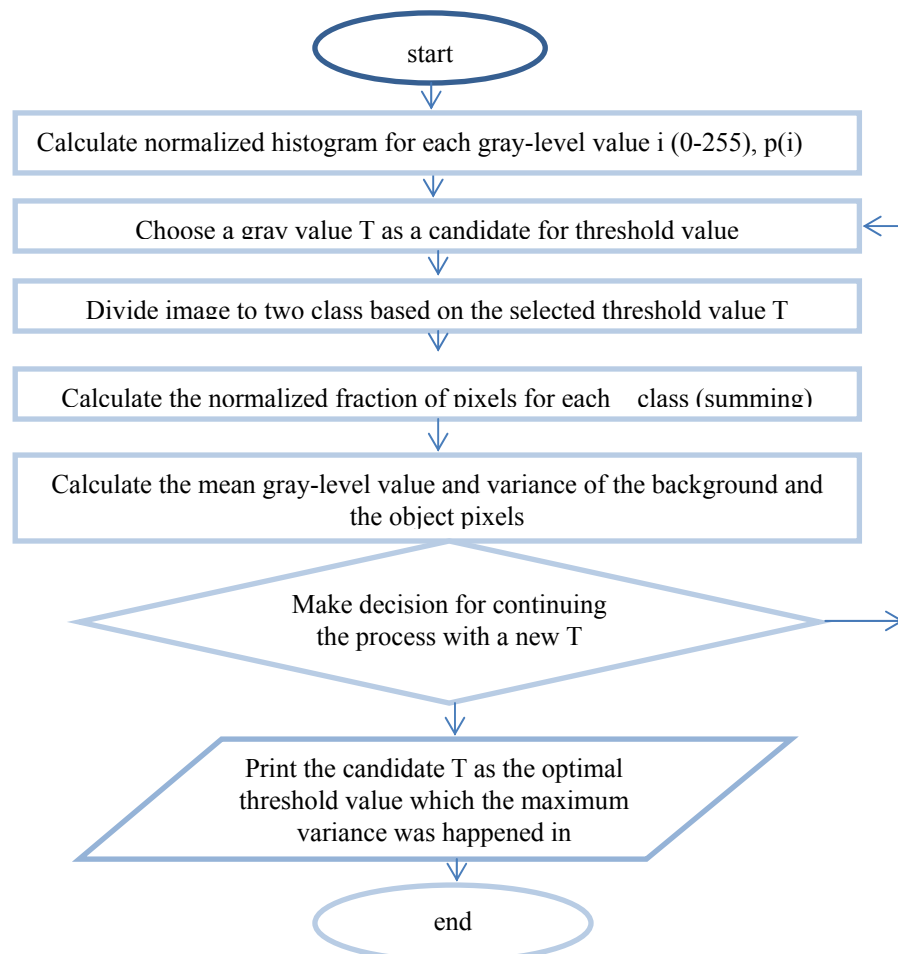 start
Calculate normalized histogram for each gray-level value i (0-255), p(i)
Choose a gray value T as a candidate for threshold value
Divide image to two class based on the selected threshold value T
Calculate the normalized fraction of pixels for each class (summing)
Calculate the mean gray-level value and variance of the background and
the object pixels
Make decision for continuing
the process with a new T
Print the candidate T as the optimal
threshold value which the maximum
variance was happened in
end